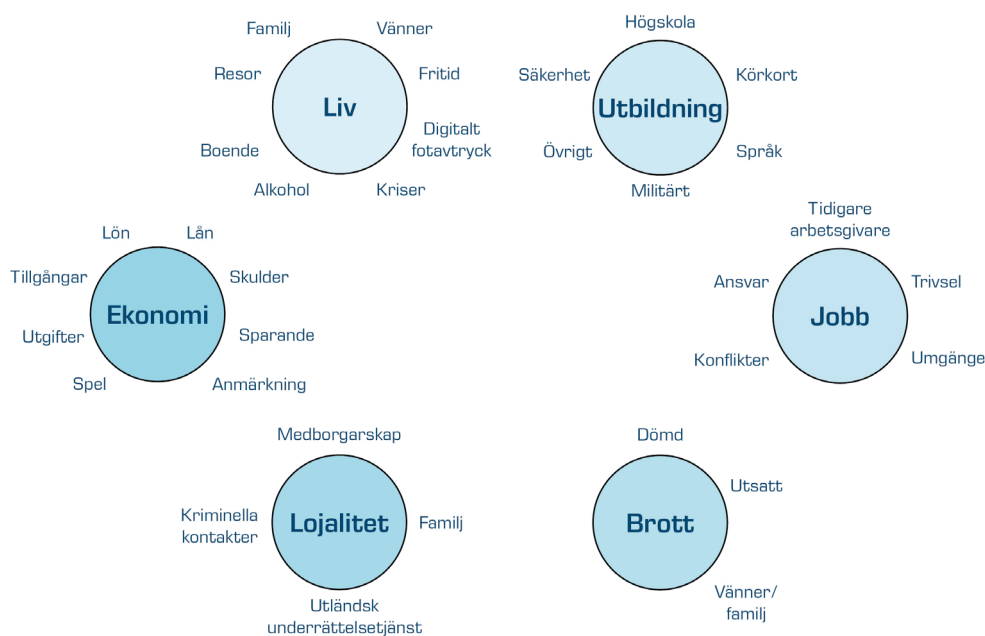 Familj
Vänner
Resor
Fritid
Liv
Digitalt
fotavtryck
Boende
Alkohol
Kriser
Högskola
Säkerhet
Körkort
Utbildning
Övrigt
Språk
Militärt
Lön
Lån
Tillgångar
Skulder
Ekonomi
Utgifter
Sparande
Spel
Anmärkning
Tidigare
arbetsgivare
Ansvar
Trivsel
Jobb
Konflikter
Umgänge
Medborgarskap
Kriminella
kontakter
Lojalitet
Familj
Utländsk
underrättelsetjänst
Dömd
Utsatt
Brott
Vänner/
familj